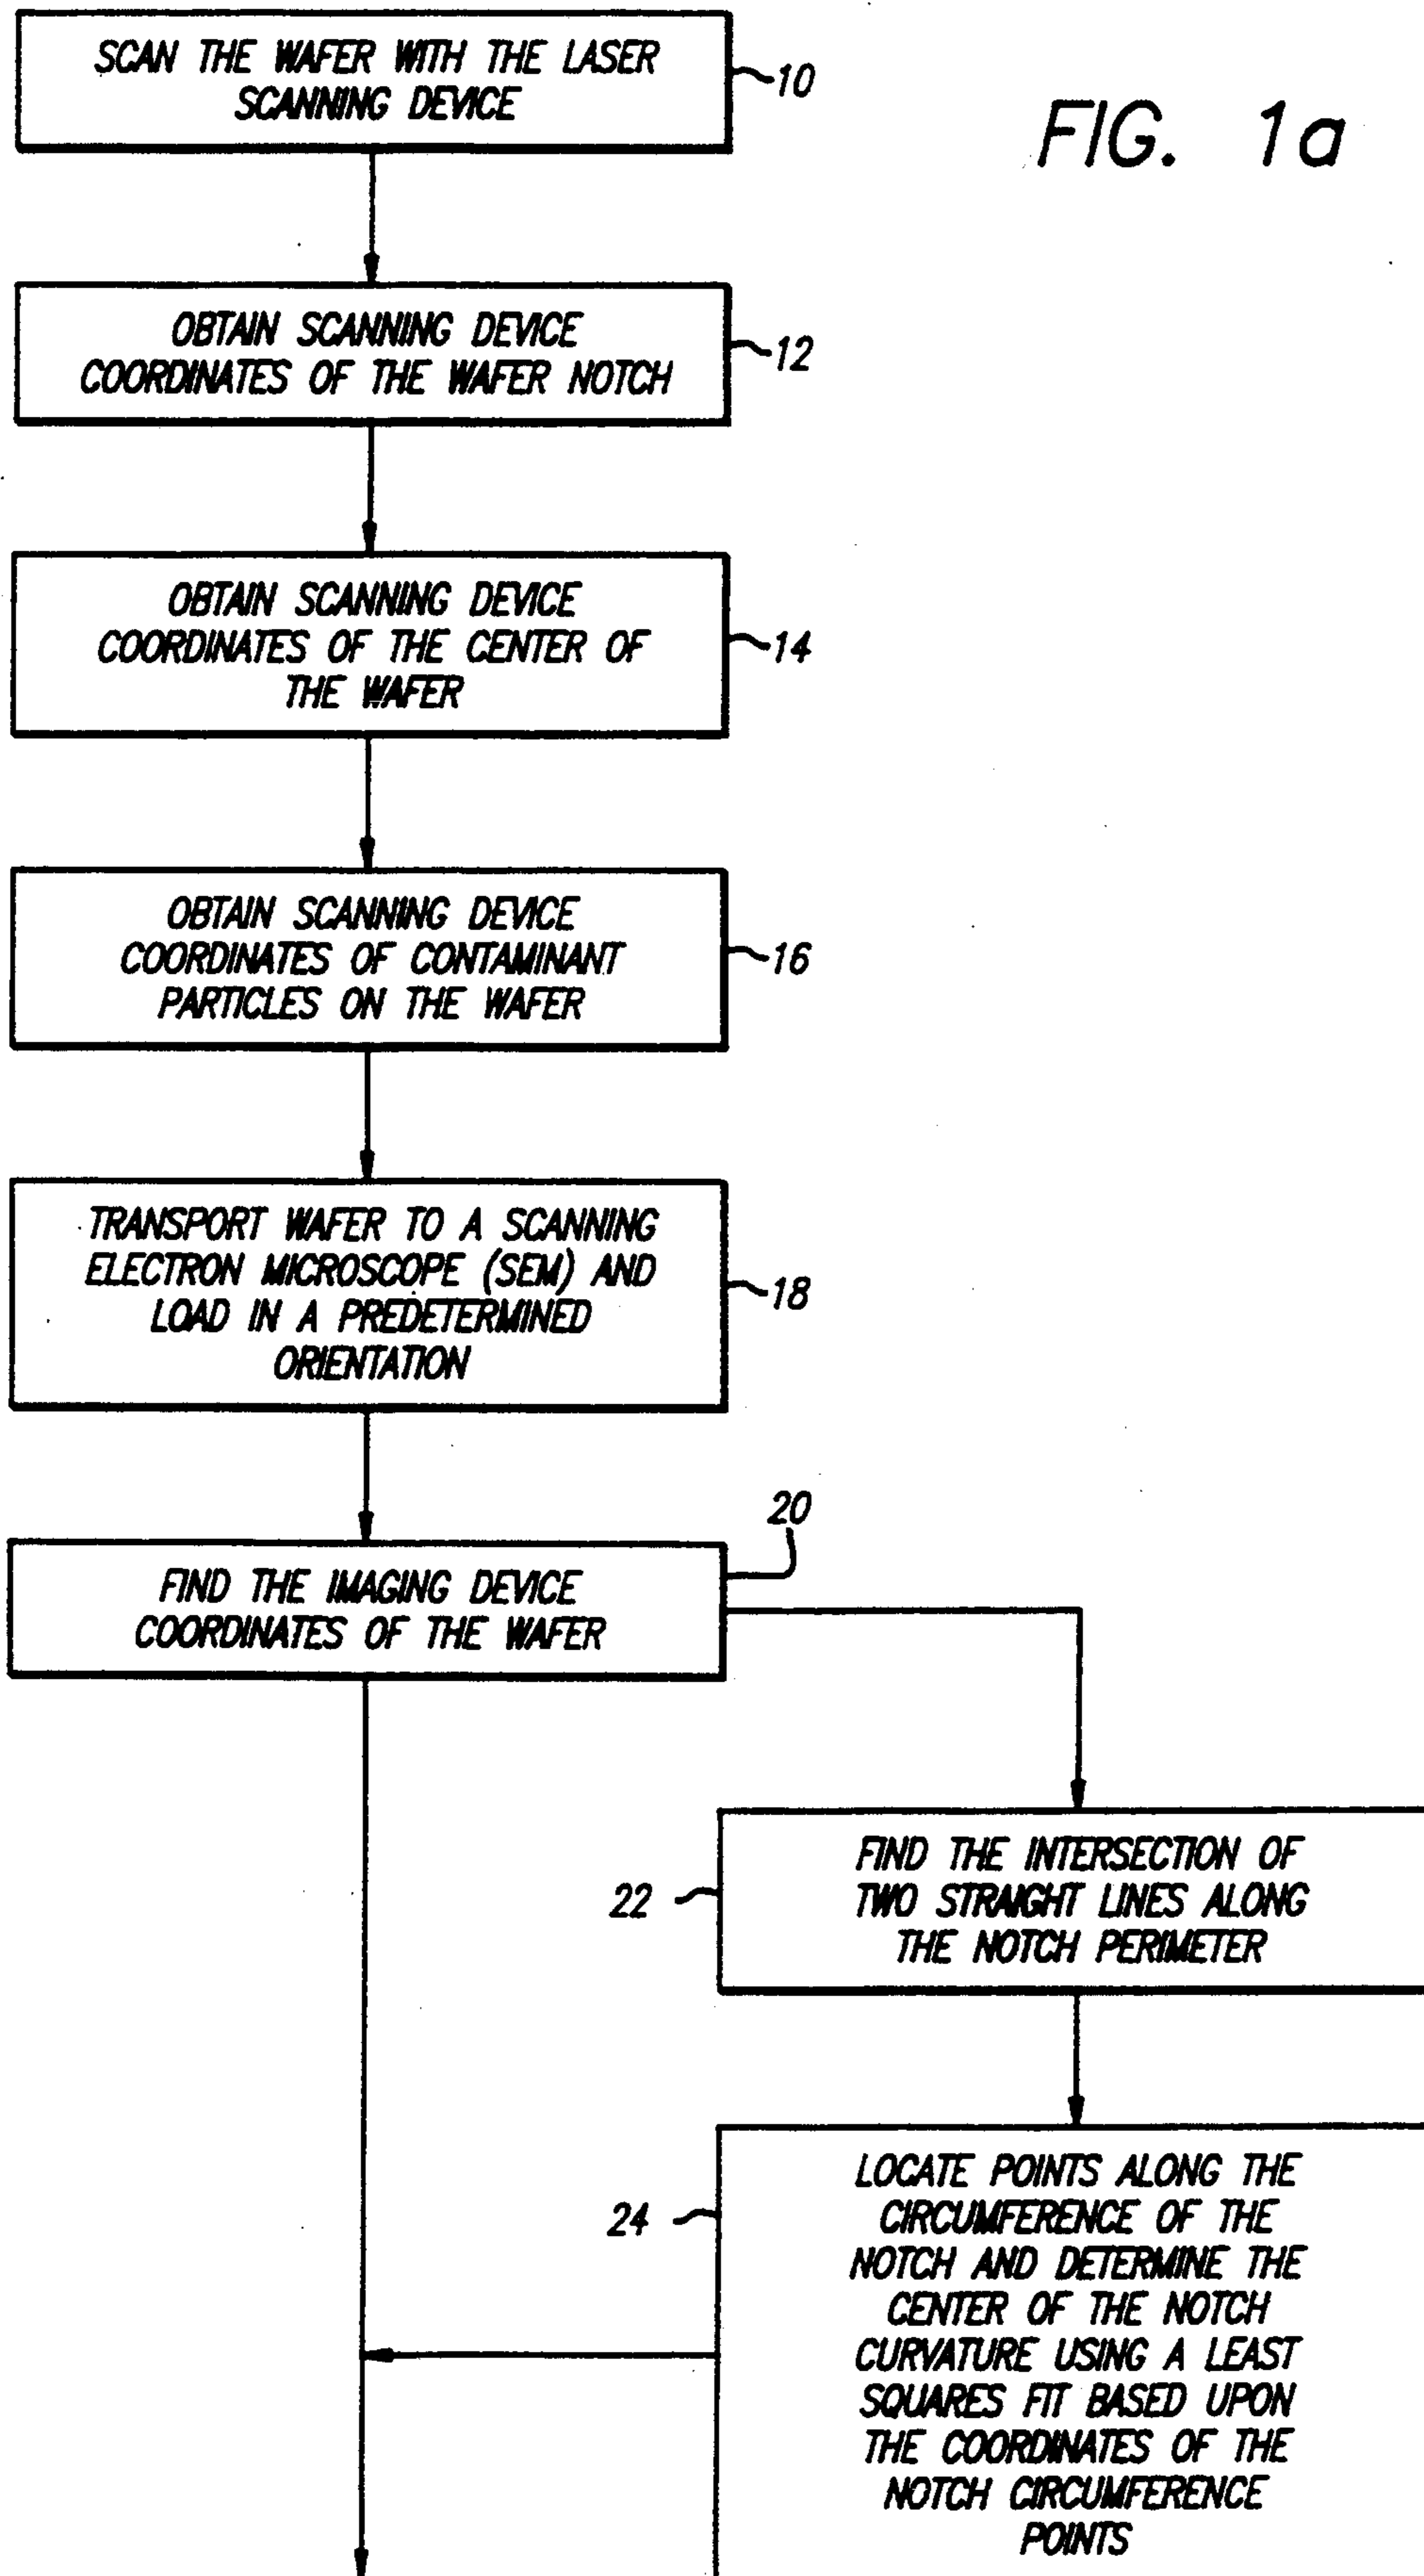 SCAN THE WAFER WITH THE LASER
SCANNING DEVICE
10
FIG. 1a
OBTAIN SCANNING DEVICE
COORDINATES OF THE WAFER NOTCH
12
OBTAIN SCANNING DEVICE
COORDINATES OF THE CENTER OF
THE WAFER
14
OBTAIN SCANNING DEVICE
COORDINATES OF CONTAMINANT
PARTICLES ON THE WAFER
16
TRANSPORT WAFER TO A SCANNING
ELECTRON MICROSCOPE (SEM) AND
LOAD IN A PREDETERMINED
ORIENTATION
18
20
FIND THE IMAGING DEVICE
COORDINATES OF THE WAFER
22
FIND THE INTERSECTION OF
TWO STRAIGHT LINES ALONG
THE NOTCH PERIMETER
24
LOCATE POINTS ALONG THE
CIRCUMFERENCE OF THE
NOTCH AND DETERMINE THE
CENTER OF THE NOTCH
CURVATURE USING A LEAST
SQUARES FIT BASED UPON
THE COORDINATES OF THE
NOTCH CIRCUMFERENCE
POINTS